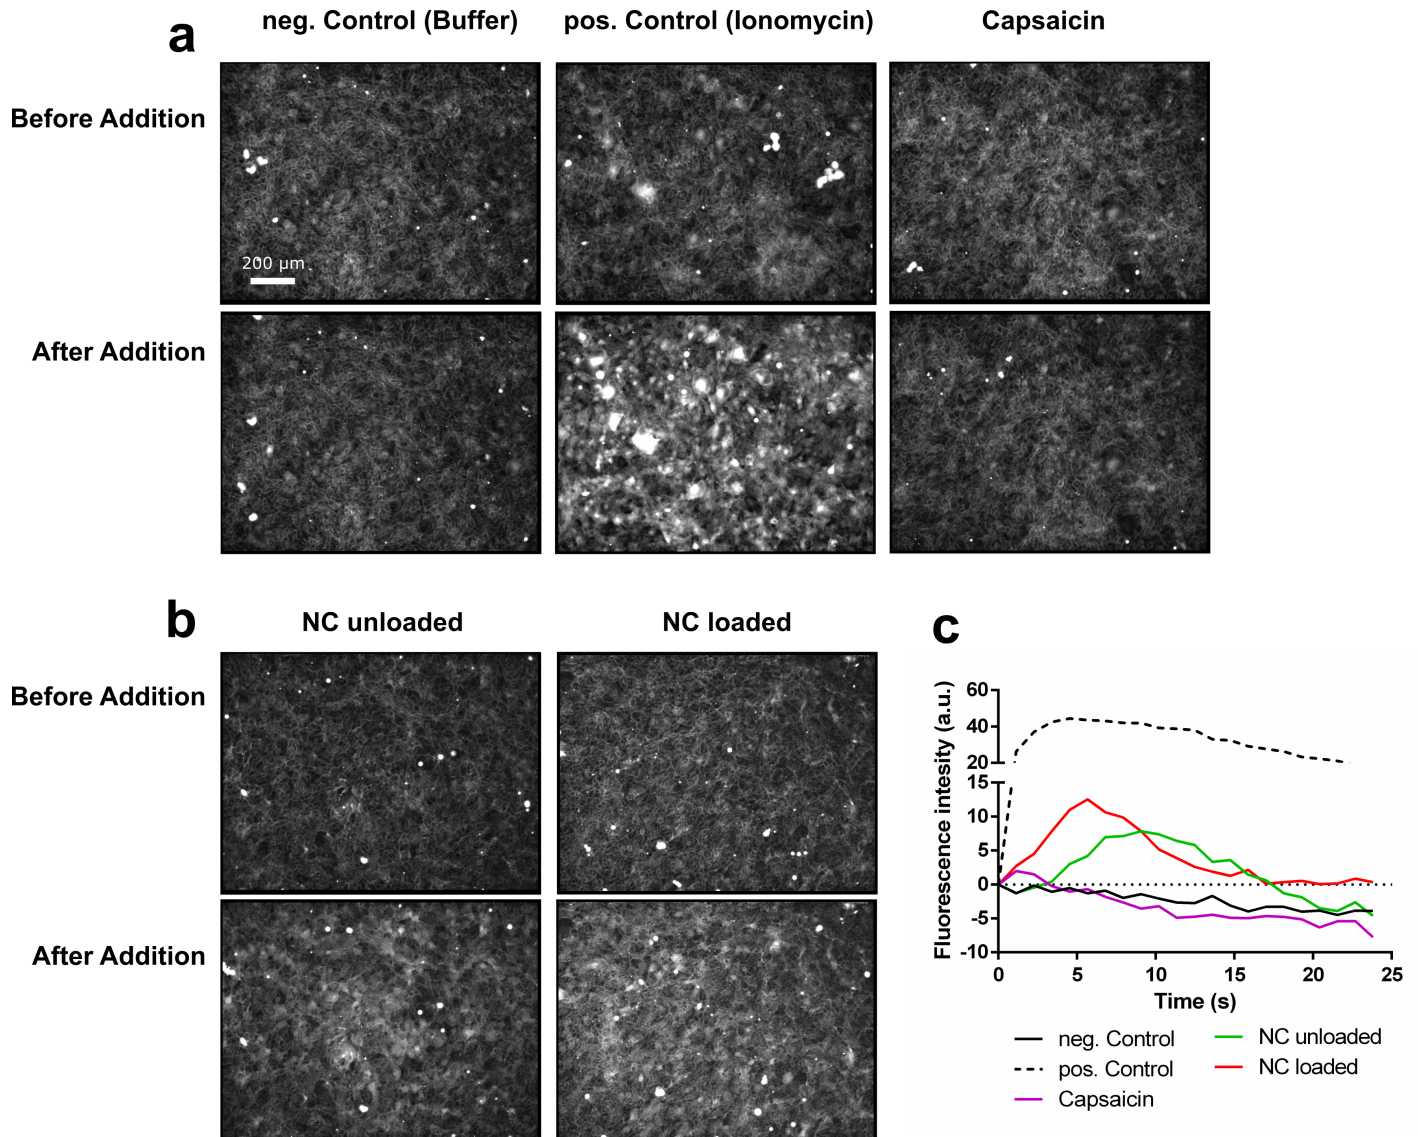 a
neg. Control (Buffer)
pos. Control (Ionomycin)
Capsaicin
Before Addition
200 µm
After Addition
b
NC unloaded
NC loaded
Before Addition
After Addition
c
Fluorescence intesity (a.u.)
60
40
20
15
10
5
0
-5
-10
0 5 10 15 20 25
Time (s)
neg. Control
pos. Control
Capsaicin
NC unloaded
NC loaded